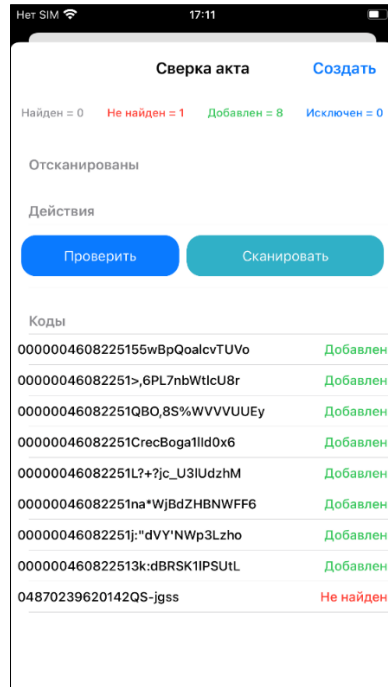 Нет SIM 17:11
Сверка акта Создать
Найден = 0 Не найден = 1 Добавлен = 8 Исключен = 0
Отсканированы
Действия
Проверить Сканировать
Коды
0000004608225155wBpQoalcvTUVo Добавлен
00000046082251>,6PL7nbWtIcU8r Добавлен
00000046082251QBO,8S%WVVVUUEy Добавлен
00000046082251CrecBoga1lld0x6 Добавлен
00000046082251L?+?jc_U3lUdzhM Добавлен
00000046082251na*WjBdZHBNWFF6 Добавлен
00000046082251j:"dVY'NWp3Lzho Добавлен
000000460822513k:dBRSK1lPSUtL Добавлен
04870239620142QS-jgss Не найден